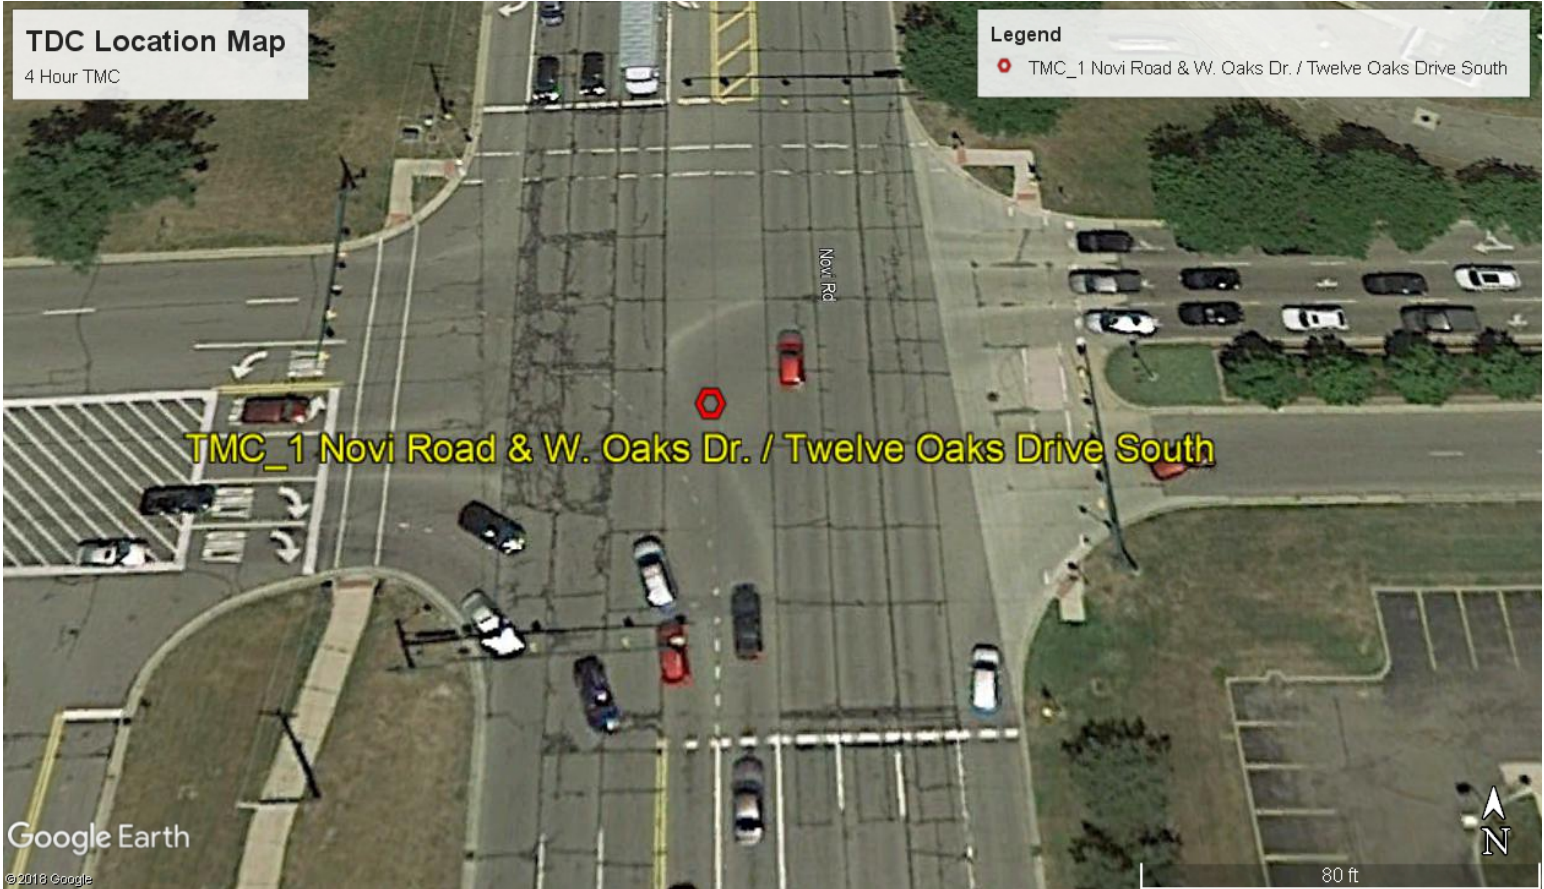 TDC Location Map
4 Hour TMC
Legend
TMC_1 Novi Road & W. Oaks Dr. / Twelve Oaks Drive South
Novi Rd
TMC_1 Novi Road & W. Oaks Dr. / Twelve Oaks Drive South
Google Earth
©2018 Google
N
80 ft